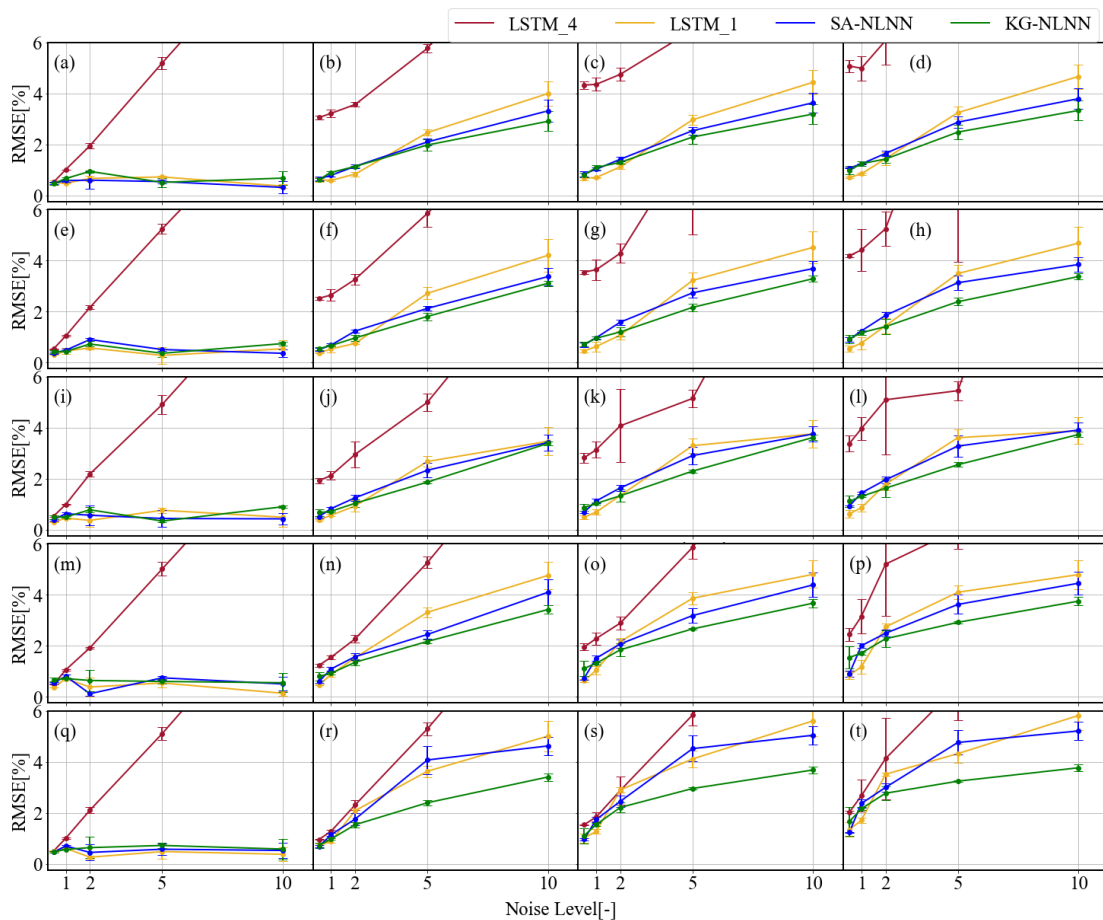 LSTM_4 LSTM_1 SA-NLNN KG-NLNN
6 (a) (b) (c) (d)
4
RMSE[%]
2
0
6 (e) (f) (g) (h)
4
RMSE[%]
2
0
6 (i) (j) (k) (l)
4
RMSE[%]
2
0
6 (m) (n) (o) (p)
4
RMSE[%]
2
0
6 (q) (r) (s) (t)
4
RMSE[%]
2
0
1 2 5 10 1 2 5 10 1 2 5 10 1 2 5 10
Noise Level[-]